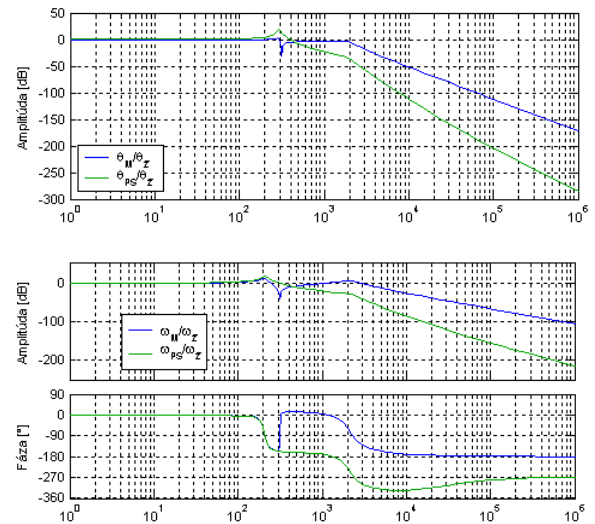 50
0
-50
-100
-150
-200
-250
-300
Amplitúda [dB]
θM/θZ
θPS/θZ
10^0 10^1 10^2 10^3 10^4 10^5 10^6
0
-100
-200
Amplitúda [dB]
ωM/ωZ
ωPS/ωZ
90
0
-90
-180
-270
-360
Fáza [°]
10^0 10^1 10^2 10^3 10^4 10^5 10^6